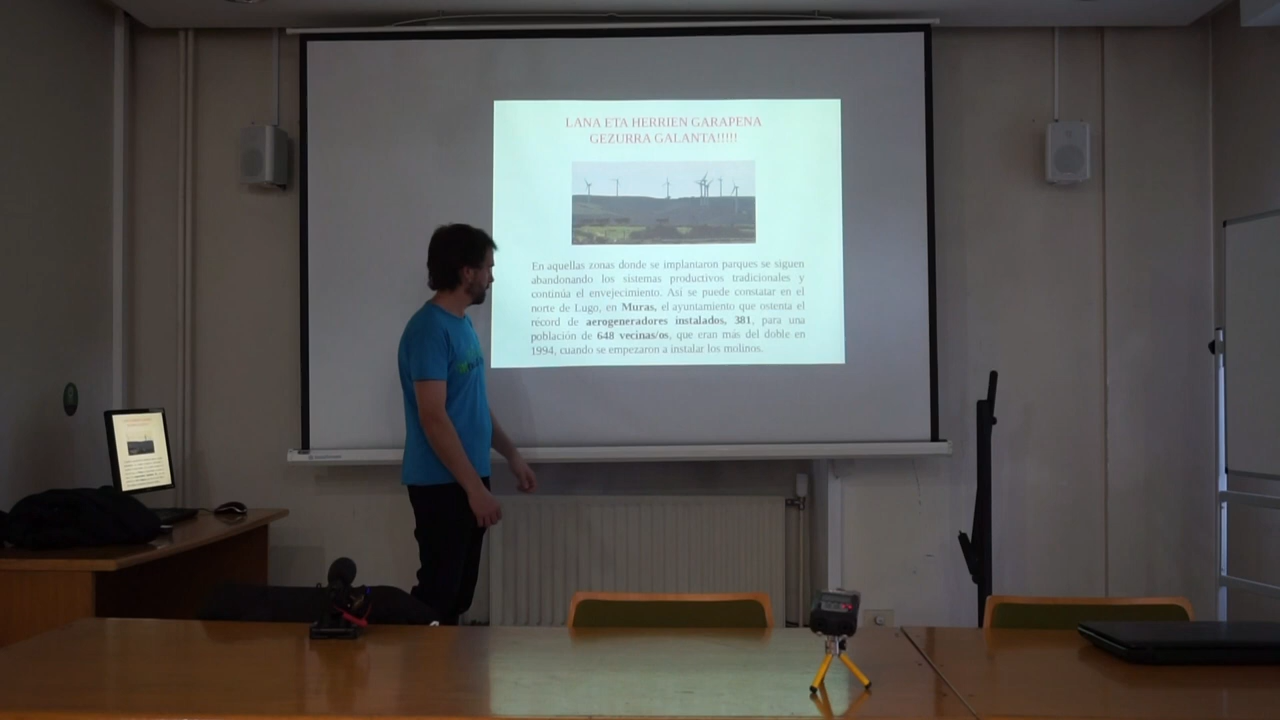 LANA ETA HERRIEN GARAPENA
GEZURRA GALANTA!!!!!
En aquellas zonas donde se implantaron parques se siguen
abandonando los sistemas productivos tradicionales y
continúa el envejecimiento. Así se puede constatar en el
norte de Lugo, en Muras, el ayuntamiento que ostenta el
récord de aerogeneradores instalados, 381, para una
población de 648 vecinas/os, que eran más del doble en
1994, cuando se empezaron a instalar los molinos.